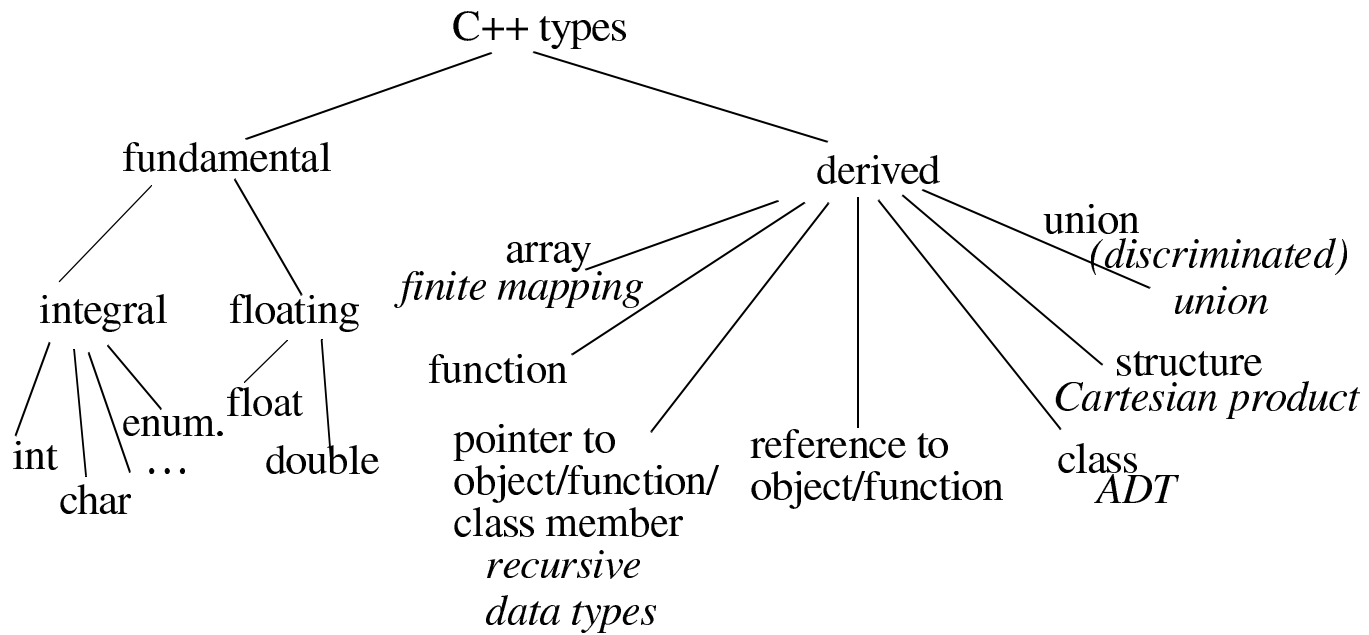 C++ types
fundamental
derived
integral
floating
int
char
...
enum.
float
double
array
finite mapping
function
pointer to
object/function/
class member
recursive
data types
reference to
object/function
class
ADT
structure
Cartesian product
union
(discriminated)
union